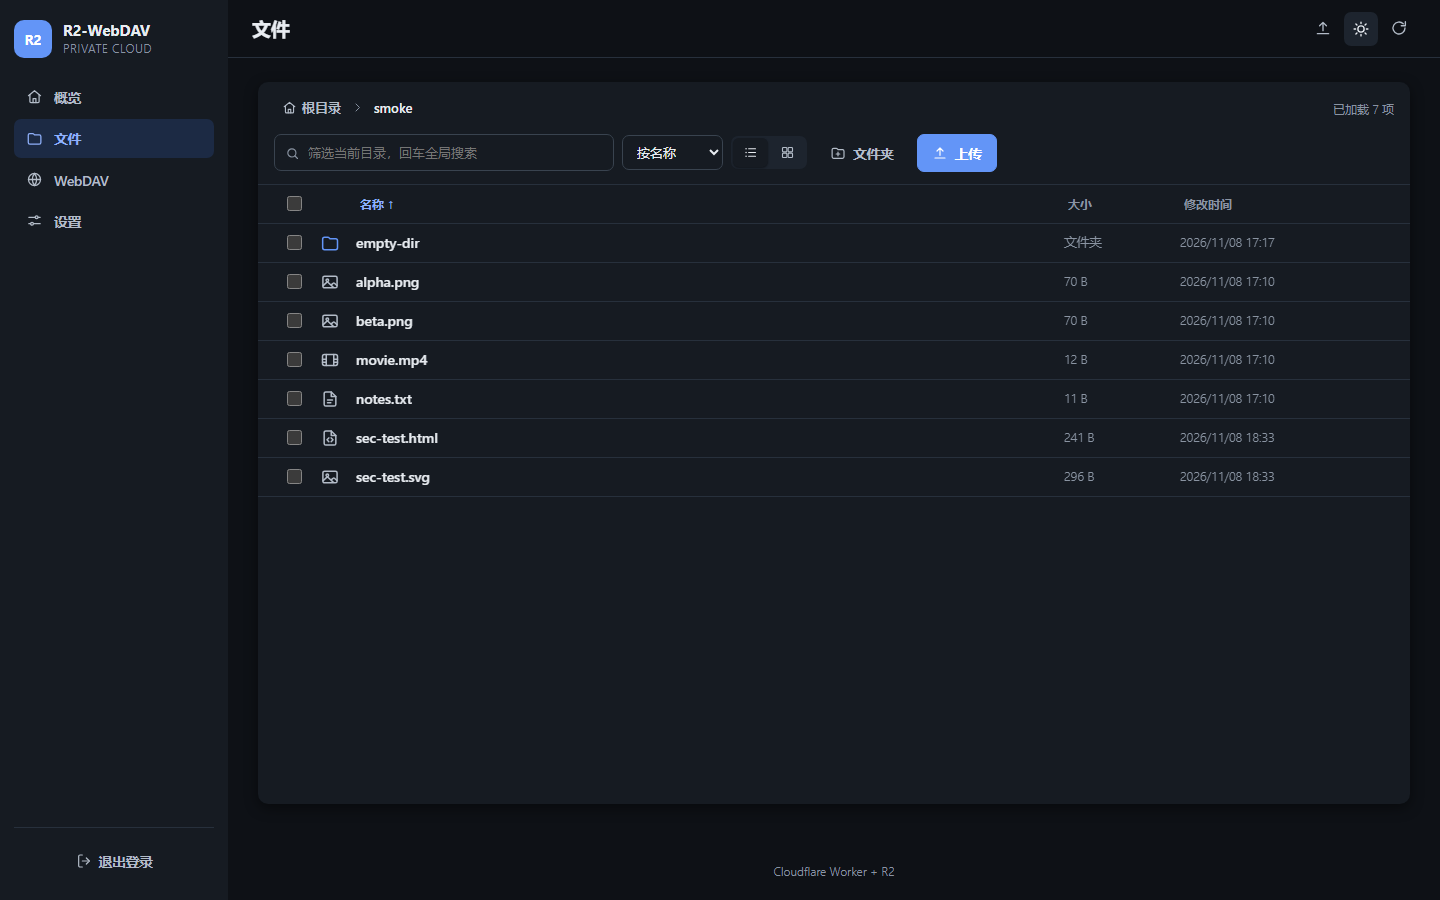 R2
R2-WebDAV
PRIVATE CLOUD
概览
文件
WebDAV
设置
退出登录
文件
根目录 smoke
已加载 7 项
筛选当前目录，回车全局搜索 按名称 文件夹 上传
名称 ↑ 大小 修改时间
empty-dir 文件夹 2026/11/08 17:17
alpha.png 70 B 2026/11/08 17:10
beta.png 70 B 2026/11/08 17:10
movie.mp4 12 B 2026/11/08 17:10
notes.txt 11 B 2026/11/08 17:10
sec-test.html 241 B 2026/11/08 18:33
sec-test.svg 296 B 2026/11/08 18:33
Cloudflare Worker + R2